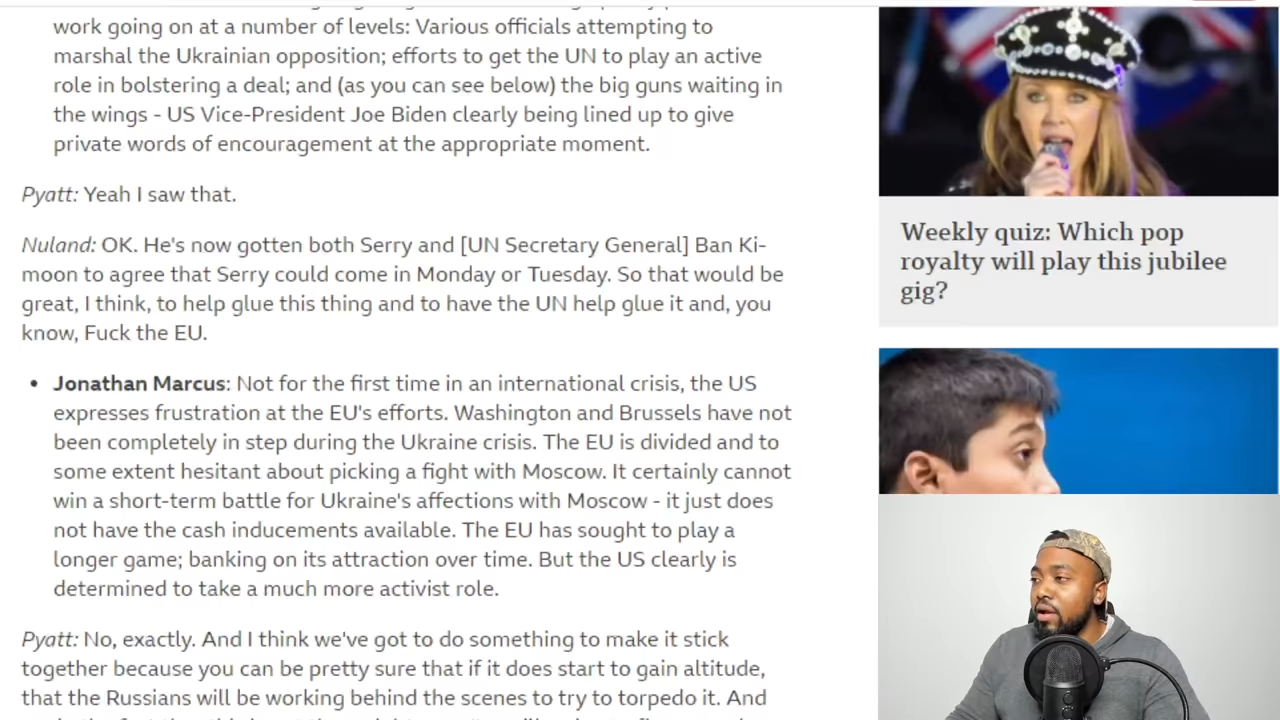 work going on at a number of levels: Various officials attempting to
marshal the Ukrainian opposition; efforts to get the UN to play an active
role in bolstering a deal; and (as you can see below) the big guns waiting in
the wings - US Vice-President Joe Biden clearly being lined up to give
private words of encouragement at the appropriate moment.
Pyatt: Yeah I saw that.
Nuland: OK. He's now gotten both Serry and [UN Secretary General] Ban Ki-
moon to agree that Serry could come in Monday or Tuesday. So that would be
great, I think, to help glue this thing and to have the UN help glue it and, you
know, Fuck the EU.
• Jonathan Marcus: Not for the first time in an international crisis, the US
expresses frustration at the EU's efforts. Washington and Brussels have not
been completely in step during the Ukraine crisis. The EU is divided and to
some extent hesitant about picking a fight with Moscow. It certainly cannot
win a short-term battle for Ukraine's affections with Moscow - it just does
not have the cash inducements available. The EU has sought to play a
longer game; banking on its attraction over time. But the US clearly is
determined to take a much more activist role.
Pyatt: No, exactly. And I think we've got to do something to make it stick
together because you can be pretty sure that if it does start to gain altitude,
that the Russians will be working behind the scenes to try to torpedo it. And
Weekly quiz: Which pop
royalty will play this jubilee
gig?